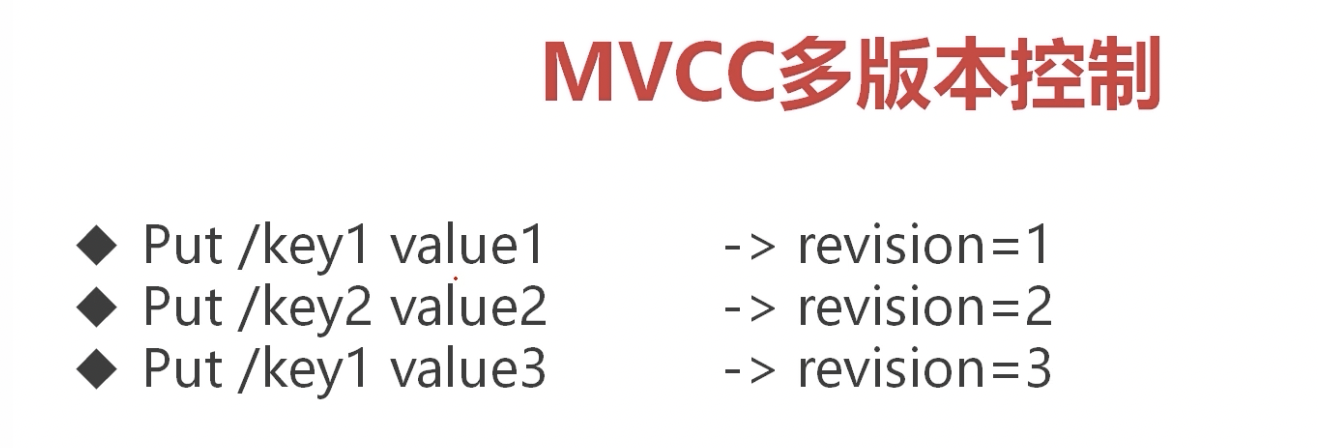 MVCC多版本控制
◆ Put /key1 value1 -> revision=1
◆ Put /key2 value2 -> revision=2
◆ Put /key1 value3 -> revision=3